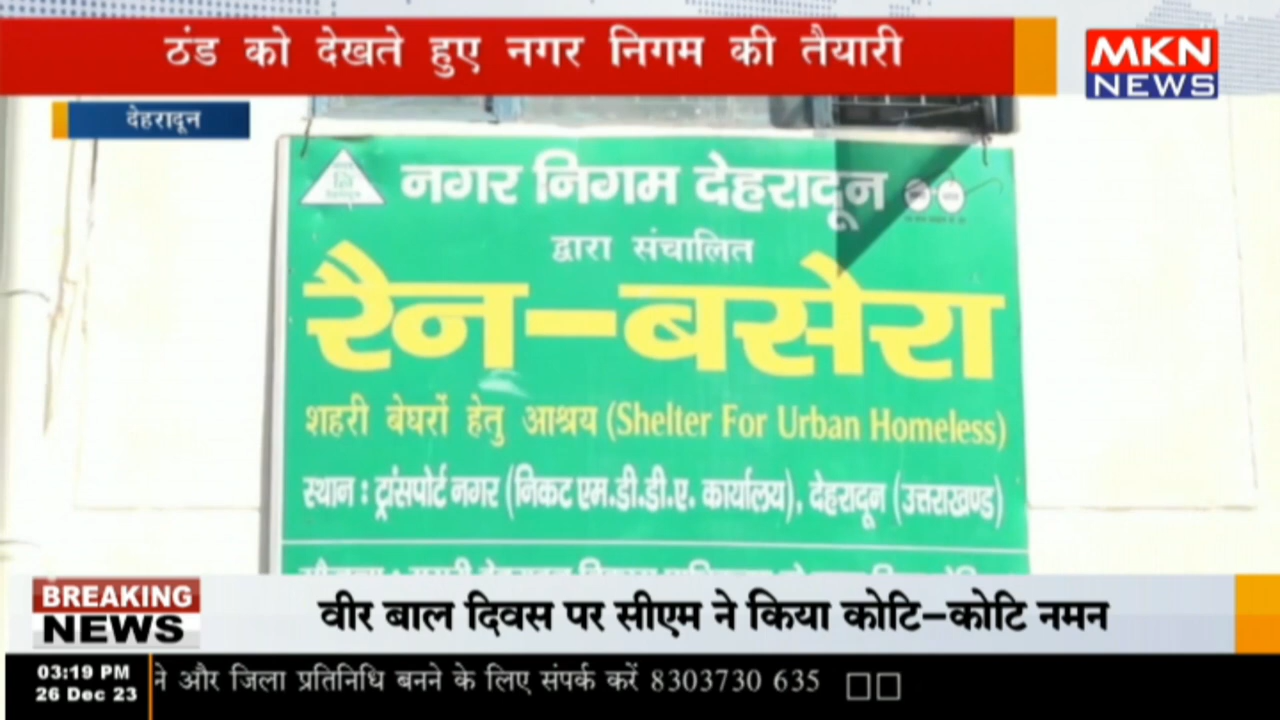 ठंड को देखते हुए नगर निगम की तैयारी
MKN
NEWS
देहरादून
नगर निगम देहरादून
द्वारा संचालित
रैन-बसेरा
शहरी बेघरों हेतु आश्रय (Shelter For Urban Homeless)
स्थान : ट्रांसपोर्ट नगर (निकट एम.डी.डी.ए. कार्यालय), देहरादून (उत्तराखण्ड)
BREAKING
NEWS
वीर बाल दिवस पर सीएम ने किया कोटि-कोटि नमन
03:19 PM
26 Dec 23
ने और जिला प्रतिनिधि बनने के लिए संपर्क करें 8303730 635